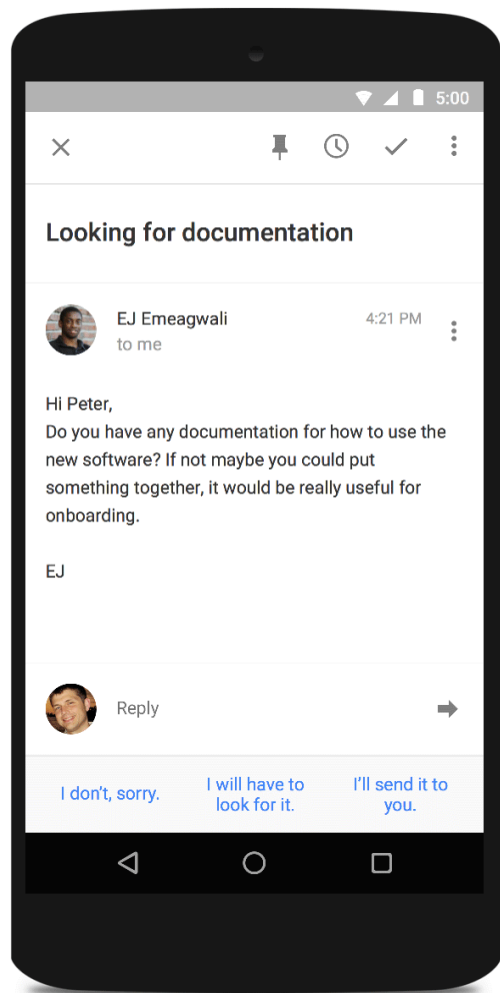 5:00
Looking for documentation
EJ Emeagwali
4:21 PM
to me
Hi Peter,
Do you have any documentation for how to use the
new software? If not maybe you could put
something together, it would be really useful for
onboarding.
EJ
Reply
I don't, sorry.
I will have to
look for it.
I'll send it to
you.